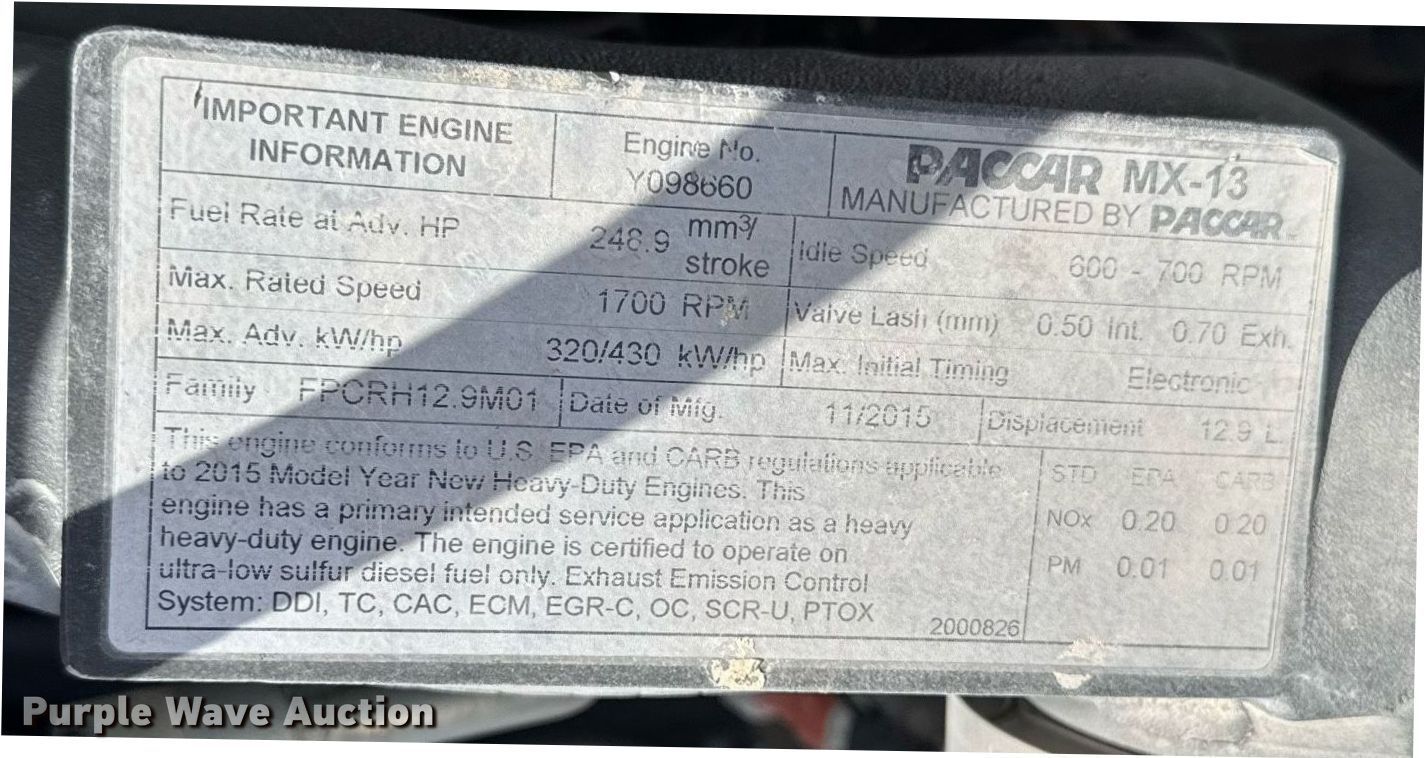 IMPORTANT ENGINE
INFORMATION
Engine No.
Y098660
PACCAR MX-13
MANUFACTURED BY PACCAR
Fuel Rate at Adv. HP 248.9 mm3/
stroke
Idle Speed 600 - 700 RPM
Max. Rated Speed 1700 RPM
Valve Lash (mm) 0.50 Int. 0.70 Exh.
Max. Adv. kW/hp 320/430 kW/hp
Max. Initial Timing Electronic
Family FPCRH12.9M01
Date of Mfg. 11/2015
Displacement 12.9 L
This engine conforms to U.S. EPA and CARB regulations applicable
to 2015 Model Year New Heavy-Duty Engines. This
engine has a primary intended service application as a heavy
heavy-duty engine. The engine is certified to operate on
ultra-low sulfur diesel fuel only. Exhaust Emission Control
System: DDI, TC, CAC, ECM, EGR-C, OC, SCR-U, PTOX
2000826
STD EPA CARB
NOx 0.20 0.20
PM 0.01 0.01
Purple Wave Auction